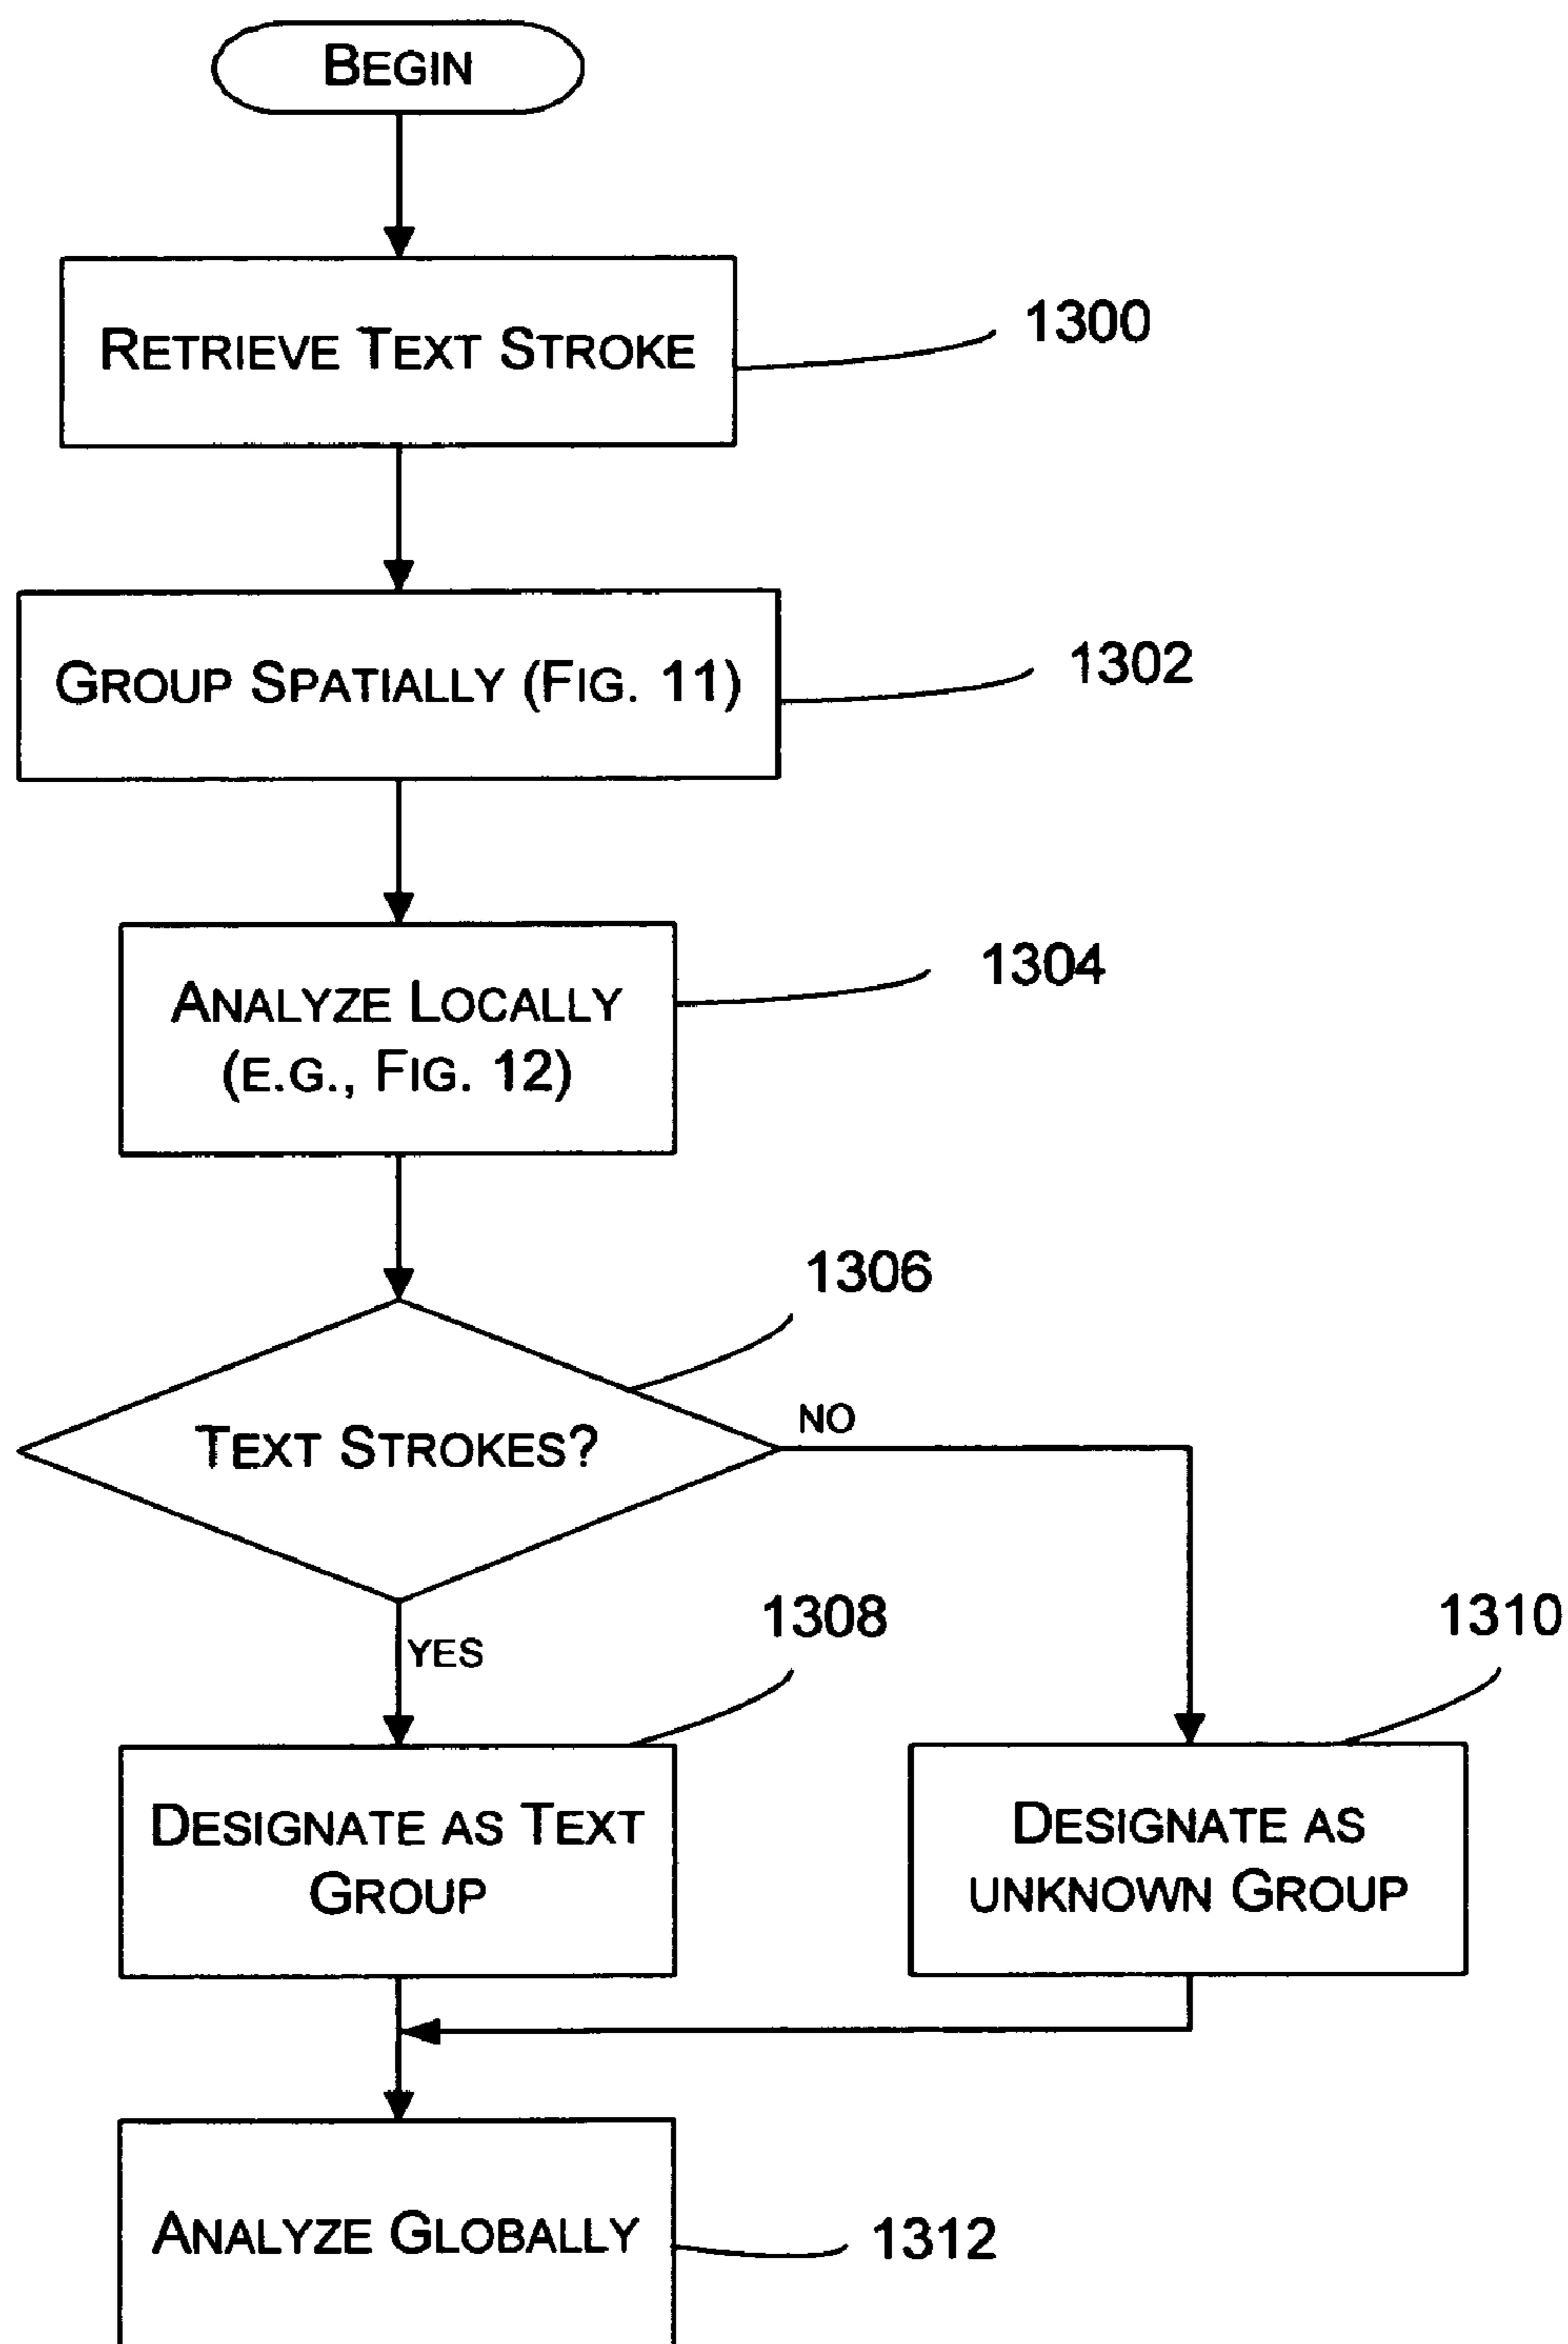 BEGIN
RETRIEVE TEXT STROKE
1300
GROUP SPATIALLY (FIG. 11)
1302
ANALYZE LOCALLY
(E.G., FIG. 12)
1304
1306
TEXT STROKES?
NO
YES
1308
1310
DESIGNATE AS TEXT
GROUP
DESIGNATE AS
UNKNOWN GROUP
ANALYZE GLOBALLY
1312